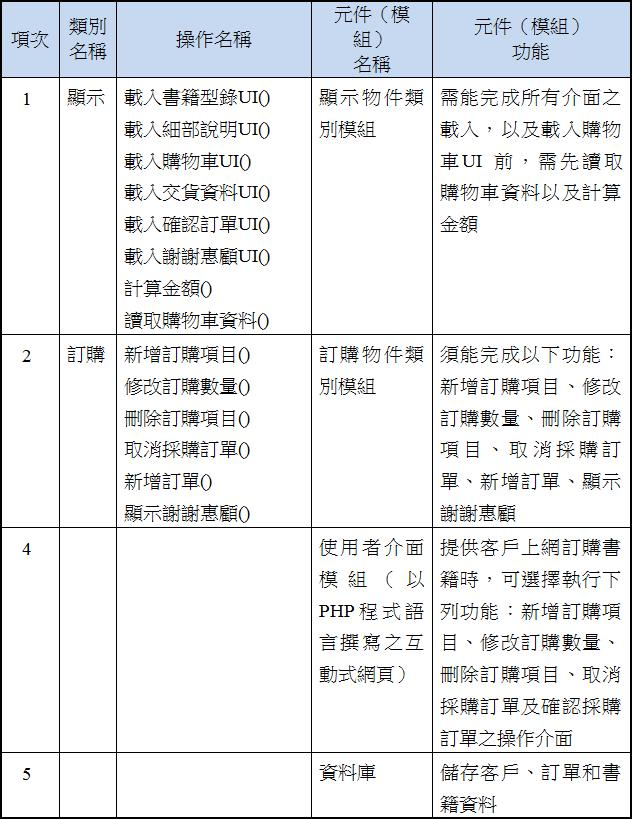 項次
類別
名稱
操作名稱
元件（模
組）
名稱
元件（模組）
功能
1
顯示
載入書籍型錄UI()
載入細部說明UI()
載入購物車UI()
載入交貨資料UI()
載入確認訂單UI()
載入謝謝惠顧UI()
計算金額()
讀取購物車資料()
顯示物件類
別模組
需能完成所有介面之
載入，以及載入購物
車UI 前，需先讀取
購物車資料以及計算
金額
2
訂購
新增訂購項目()
修改訂購數量()
刪除訂購項目()
取消採購訂單()
新增訂單()
顯示謝謝惠顧()
訂購物件類
別模組
須能完成以下功能：
新增訂購項目、修改
訂購數量、刪除訂購
項目、取消採購訂
單、新增訂單、顯示
謝謝惠顧
4
使用者介面
模組（以
PHP程式語
言撰寫之互
動式網頁）
提供客戶上網訂購書
籍時，可選擇執行下
列功能：新增訂購項
目、修改訂購數量、
刪除訂購項目、取消
採購訂單及確認採購
訂單之操作介面
5
資料庫
儲存客戶、訂單和書
籍資料